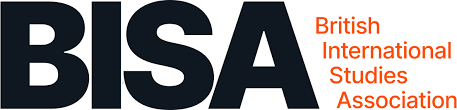 BISA
British
International
Studies
Association